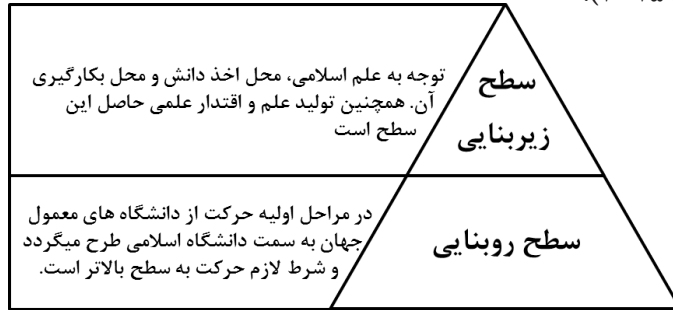 توجه به علم اسلامی، محل اخذ دانش و محل بکارگیری
آن. همچنین تولید علم و اقتدار علمی حاصل این
سطح است
سطح
زیربنایی
در مراحل اولیه حرکت از دانشگاه های معمول
جهان به سمت دانشگاه اسلامی طرح میگردد
و شرط لازم حرکت به سطح بالاتر است.
سطح روبنایی